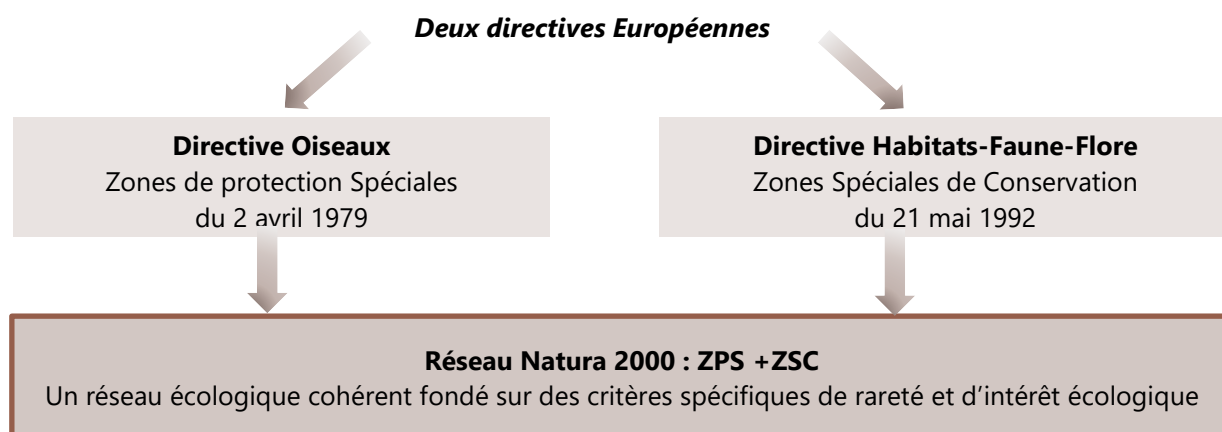 Deux directives Européennes
Directive Oiseaux
Zones de protection Spéciales
du 2 avril 1979
Directive Habitats-Faune-Flore
Zones Spéciales de Conservation
du 21 mai 1992
Réseau Natura 2000 : ZPS +ZSC
Un réseau écologique cohérent fondé sur des critères spécifiques de rareté et d’intérêt écologique